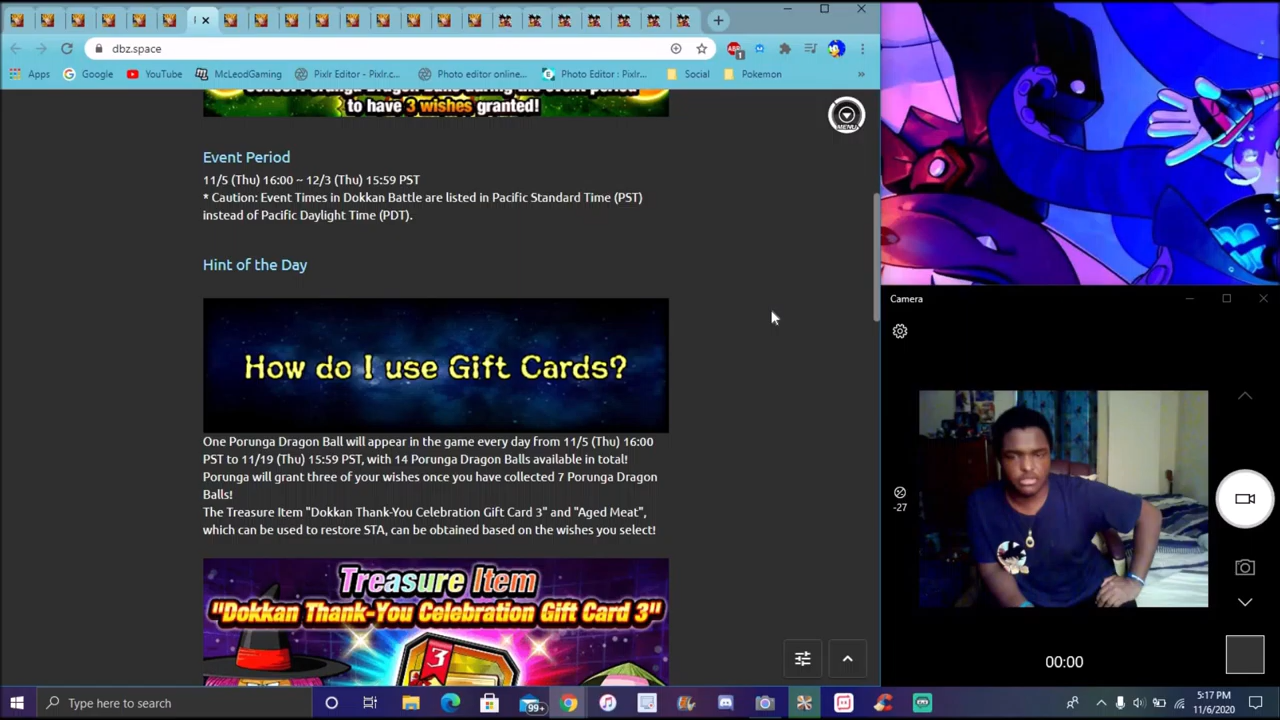 dbz.space
ABP
1
Apps
Google
YouTube
McLeodGaming
Pixlr Editor - Pixlr.c...
Photo editor online...
Photo Editor : Pixlr...
Social
Pokemon
»
to have 3 wishes granted!
MENU
Event Period
11/5 (Thu) 16:00 ~ 12/3 (Thu) 15:59 PST
* Caution: Event Times in Dokkan Battle are listed in Pacific Standard Time (PST)
instead of Pacific Daylight Time (PDT).
Hint of the Day
How do I use Gift Cards?
One Porunga Dragon Ball will appear in the game every day from 11/5 (Thu) 16:00
PST to 11/19 (Thu) 15:59 PST, with 14 Porunga Dragon Balls available in total!
Porunga will grant three of your wishes once you have collected 7 Porunga Dragon
Balls!
The Treasure Item "Dokkan Thank-You Celebration Gift Card 3" and "Aged Meat",
which can be used to restore STA, can be obtained based on the wishes you select!
Treasure Item
"Dokkan Thank-You Celebration Gift Card 3"
3
Camera
-27
00:00
Type here to search
99+
5:17 PM
11/6/2020